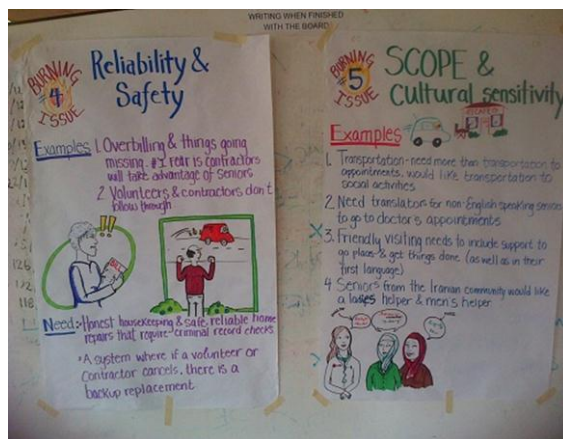 WRITING WHEN FINISHED
WITH THE BOARD
BURNING
4
ISSUE
Reliability &
Safety
Examples
1. Overbilling & things going
missing. #1 fear is contractors
will take advantage of seniors
2. Volunteers & contractors don't
follow through
!!
BILL
Need:
• Honest housekeeping & safe, reliable home
repairs that require criminal record checks
• A system where if a volunteer or
contractor cancels, there is a
backup replacement
BURNING
5
ISSUE
SCOPE &
Cultural sensitivity
Examples
1. Transportation - need more than transportation to
appointments, would like transportation to
social activities
2. Need translators for non-English speaking seniors
to go to doctor's appointments
3. Friendly visiting needs to include support to
go places & get things done (as well as in their
first language)
4 Seniors from the Iranian community would like
a ladies helper & men's helper
126
122
118